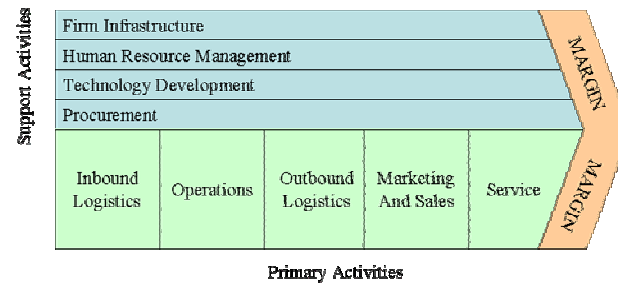 Support Activities
Firm Infrastructure
Human Resource Management
Technology Development
Procurement
MARGIN
Inbound
Logistics
Operations
Outbound
Logistics
Marketing
And Sales
Service
MARGIN
Primary Activities